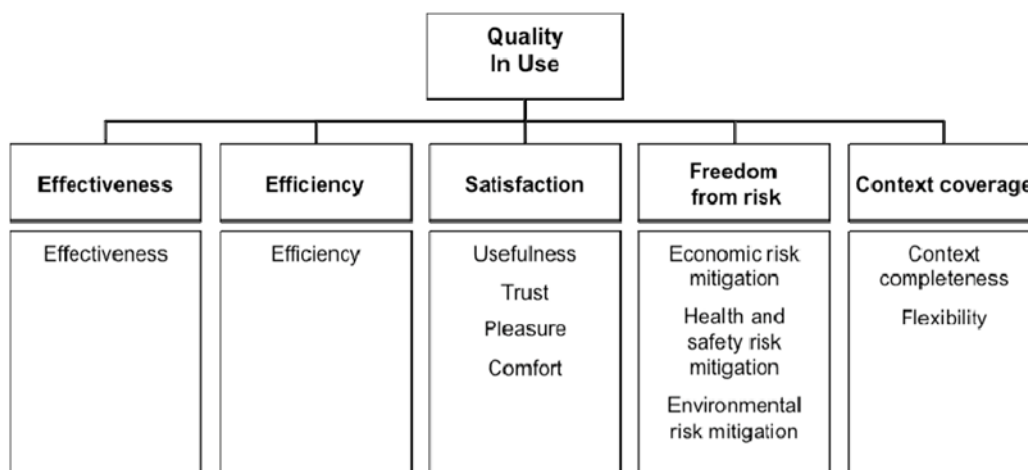 Quality
In Use
Effectiveness
Efficiency
Satisfaction
Freedom
from risk
Context coverage
Effectiveness
Efficiency
Usefulness
Trust
Pleasure
Comfort
Economic risk
mitigation
Health and
safety risk
mitigation
Environmental
risk mitigation
Context
completeness
Flexibility